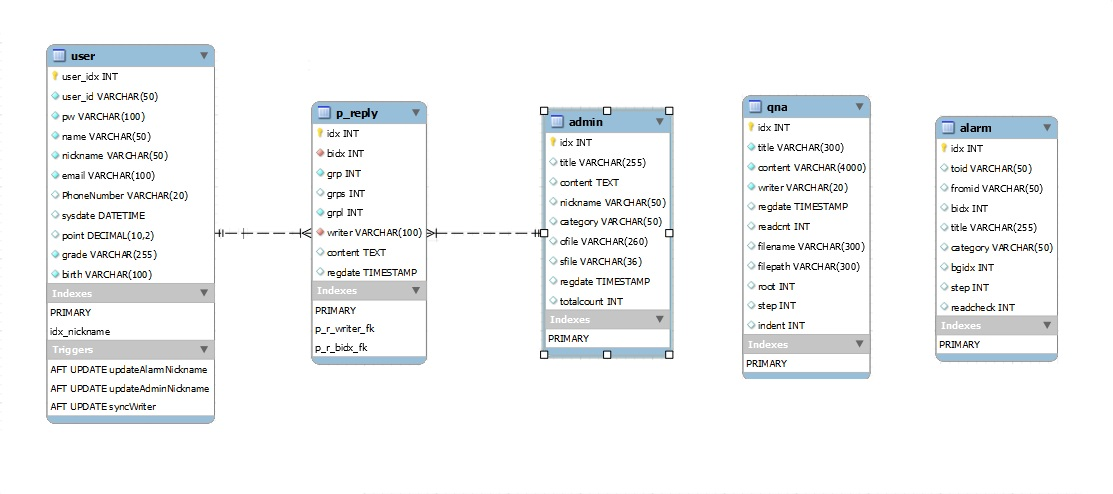 user
user_idx INT
user_id VARCHAR(50)
pw VARCHAR(100)
name VARCHAR(50)
nickname VARCHAR(50)
email VARCHAR(100)
PhoneNumber VARCHAR(20)
sysdate DATETIME
point DECIMAL(10,2)
grade VARCHAR(255)
birth VARCHAR(100)
Indexes
PRIMARY
idx_nickname
Triggers
AFT UPDATE updateAlarmNickname
AFT UPDATE updateAdminNickname
AFT UPDATE syncWriter
p_reply
idx INT
bidx INT
grp INT
grps INT
grpl INT
writer VARCHAR(100)
content TEXT
regdate TIMESTAMP
Indexes
PRIMARY
p_r_writer_fk
p_r_bidx_fk
admin
idx INT
title VARCHAR(255)
content TEXT
nickname VARCHAR(50)
category VARCHAR(50)
ofile VARCHAR(260)
sfile VARCHAR(36)
regdate TIMESTAMP
totalcount INT
Indexes
PRIMARY
qna
idx INT
title VARCHAR(300)
content VARCHAR(4000)
writer VARCHAR(20)
regdate TIMESTAMP
readcnt INT
filename VARCHAR(300)
filepath VARCHAR(300)
root INT
step INT
indent INT
Indexes
PRIMARY
alarm
idx INT
toid VARCHAR(50)
fromid VARCHAR(50)
bidx INT
title VARCHAR(255)
category VARCHAR(50)
bgidx INT
step INT
readcheck INT
Indexes
PRIMARY